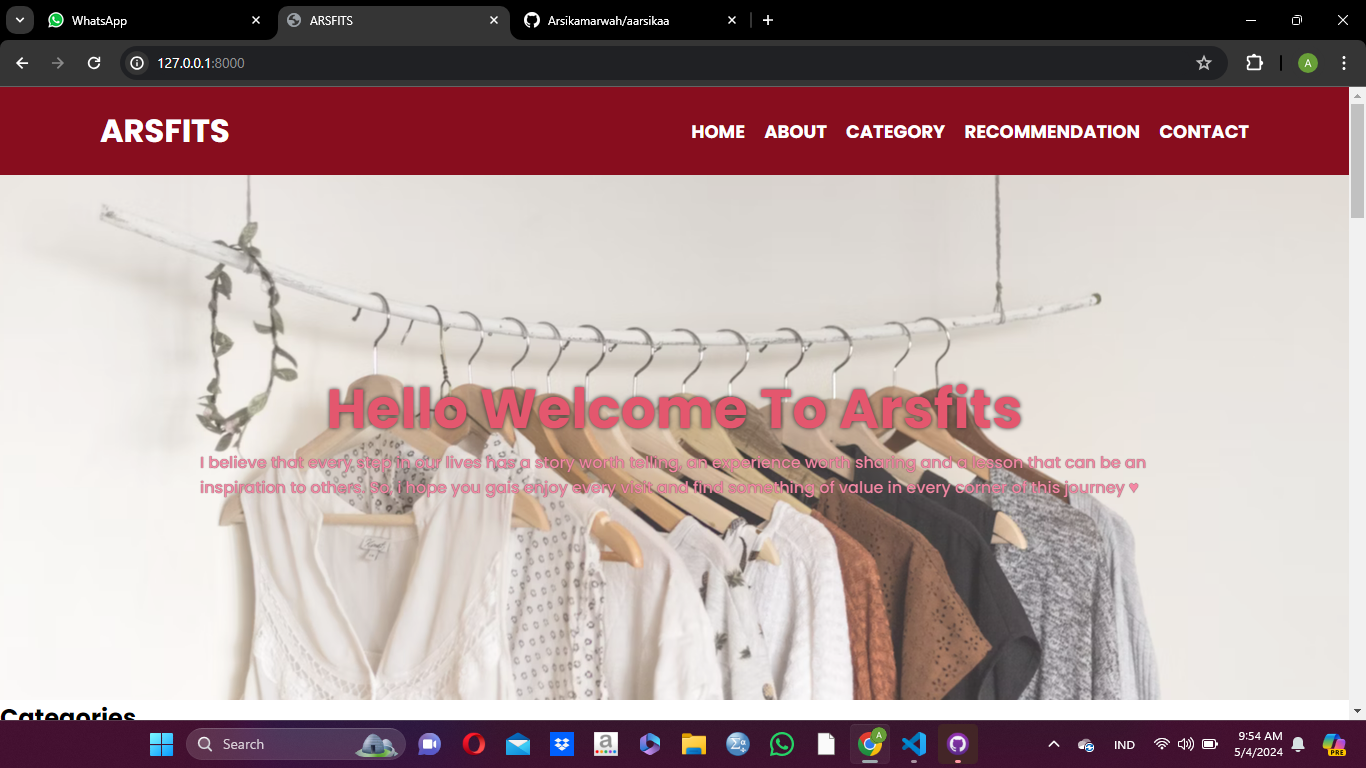 WhatsApp
ARSFITS
Arsikamarwah/aarsikaa
127.0.0.1:8000
A
ARSFITS
HOME ABOUT CATEGORY RECOMMENDATION CONTACT
Hello Welcome To Arsfits
I believe that every step in our lives has a story worth telling, an experience worth sharing and a lesson that can be an
inspiration to others. So, i hope you gais enjoy every visit and find something of value in every corner of this journey ♥
Categories
Search
A
IND
9:54 AM
5/4/2024
PRE